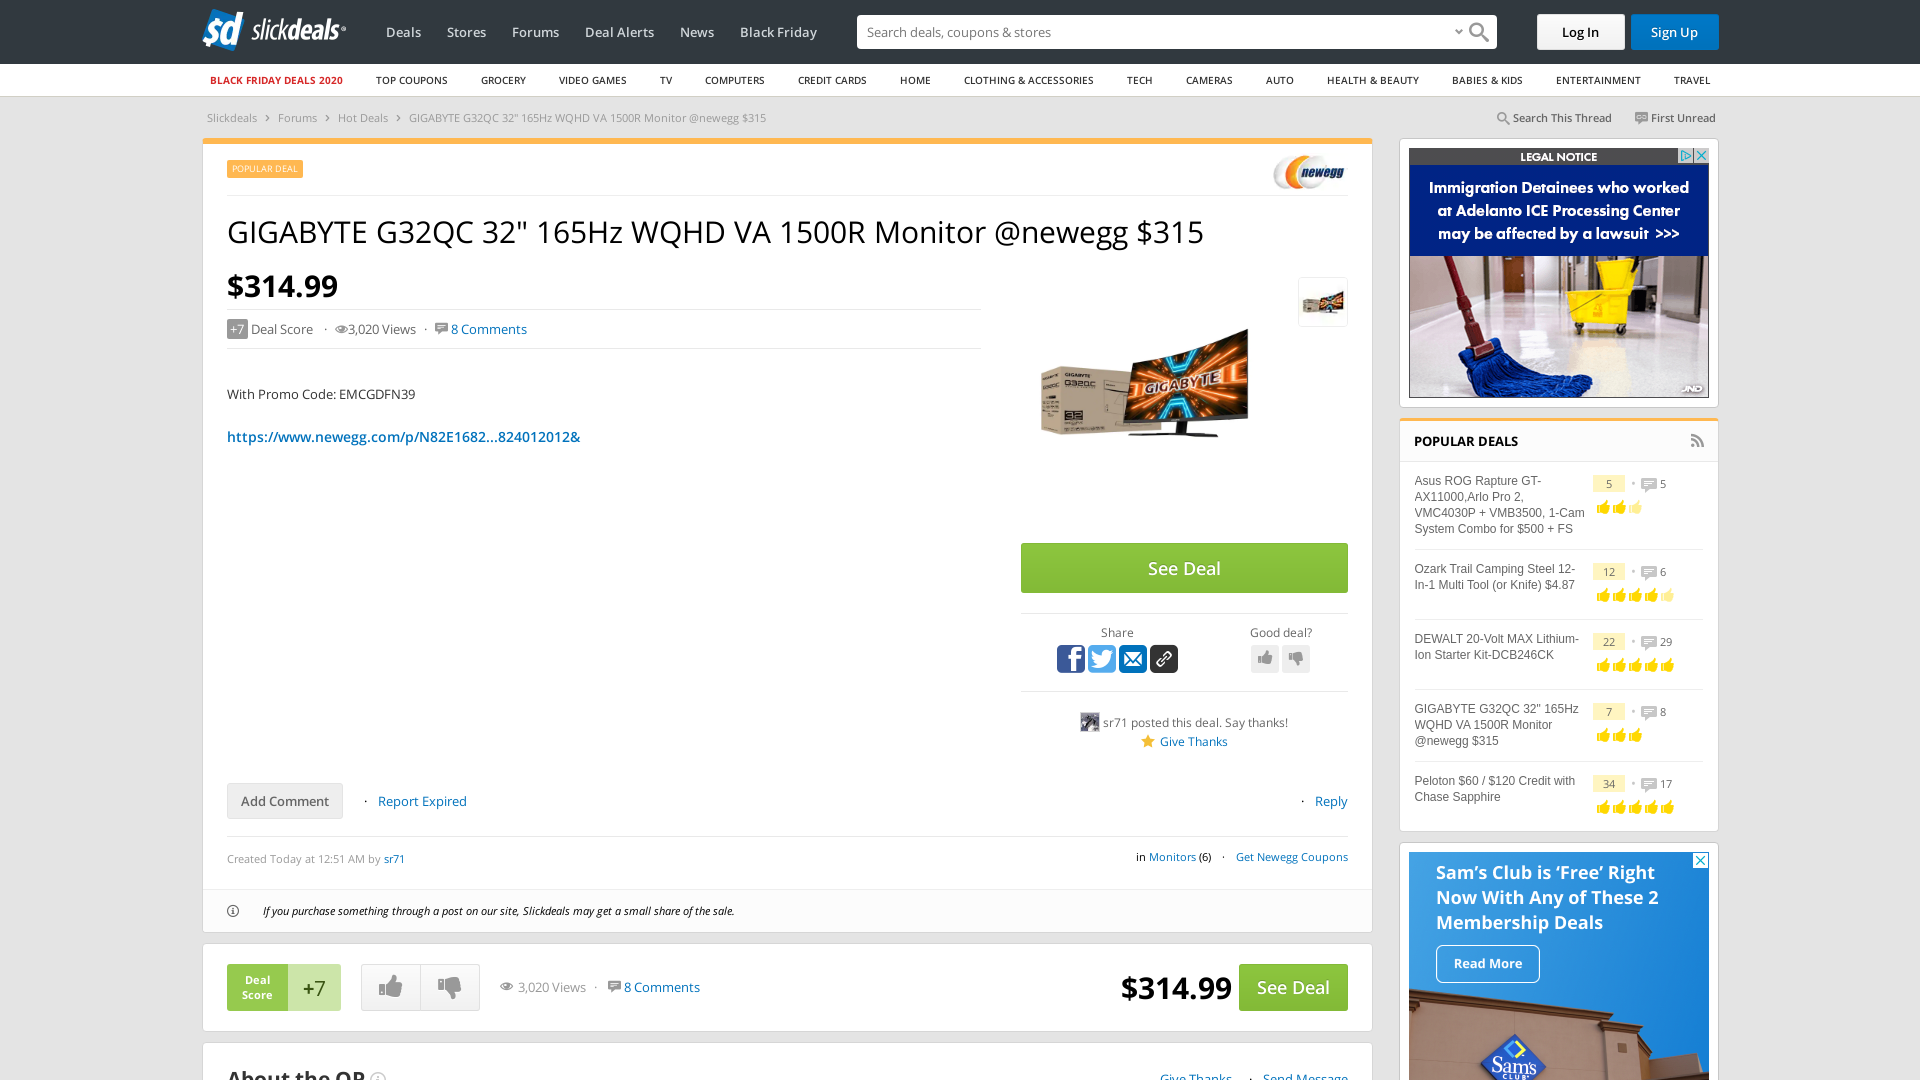 sd slickdeals
Deals Stores Forums Deal Alerts News Black Friday
Search deals, coupons & shops
Log In
Sign Up
BLACK FRIDAY DEALS 2020 TOP COUPONS GROCERY VIDEO GAMES TV COMPUTERS CREDIT CARDS HOME CLOTHING & ACCESSORIES TECH CAMERAS AUTO HEALTH & BEAUTY BABIES & KIDS ENTERTAINMENT TRAVEL
Slickdeals › Forums › Hot Deals › GIGABYTE G32QC 32" 165Hz WQHD VA 1500R Monitor @newegg $315
Search This Thread First Unread
POPULAR DEAL
newegg
GIGABYTE G32QC 32" 165Hz WQHD VA 1500R Monitor @newegg $315
$314.99
+7 Deal Score · 3,020 Views · 8 Comments
With Promo Code: EMCGDFN39
https://www.newegg.com/p/N82E1682...824012012&
GIGABYTE
G32QC
32
GIGABYTE
See Deal
Share
Good deal?
sr71 posted this deal. Say thanks!
Give Thanks
Add Comment · Report Expired
· Reply
Created Today at 12:51 AM by sr71
in Monitors (6) · Get Newegg Coupons
If you purchase something through a post on our site, Slickdeals may get a small share of the sale.
Deal
Score
+7
3,020 Views · 8 Comments
$314.99
See Deal
About the OP
Give Thanks · Send Message
LEGAL NOTICE
Immigration Detainees who worked
at Adelanto ICE Processing Center
may be affected by a lawsuit >>>
JND
POPULAR DEALS
Asus ROG Rapture GT-
AX11000,Arlo Pro 2,
VMC4030P + VMB3500, 1-Cam
System Combo for $500 + FS
5 • 5
Ozark Trail Camping Steel 12-
In-1 Multi Tool (or Knife) $4.87
12 • 6
DEWALT 20-Volt MAX Lithium-
Ion Starter Kit-DCB246CK
22 • 29
GIGABYTE G32QC 32" 165Hz
WQHD VA 1500R Monitor
@newegg $315
7 • 8
Peloton $60 / $120 Credit with
Chase Sapphire
34 • 17
Sam's Club is ‘Free’ Right
Now With Any of These 2
Membership Deals
Read More
Sam's
CLUB